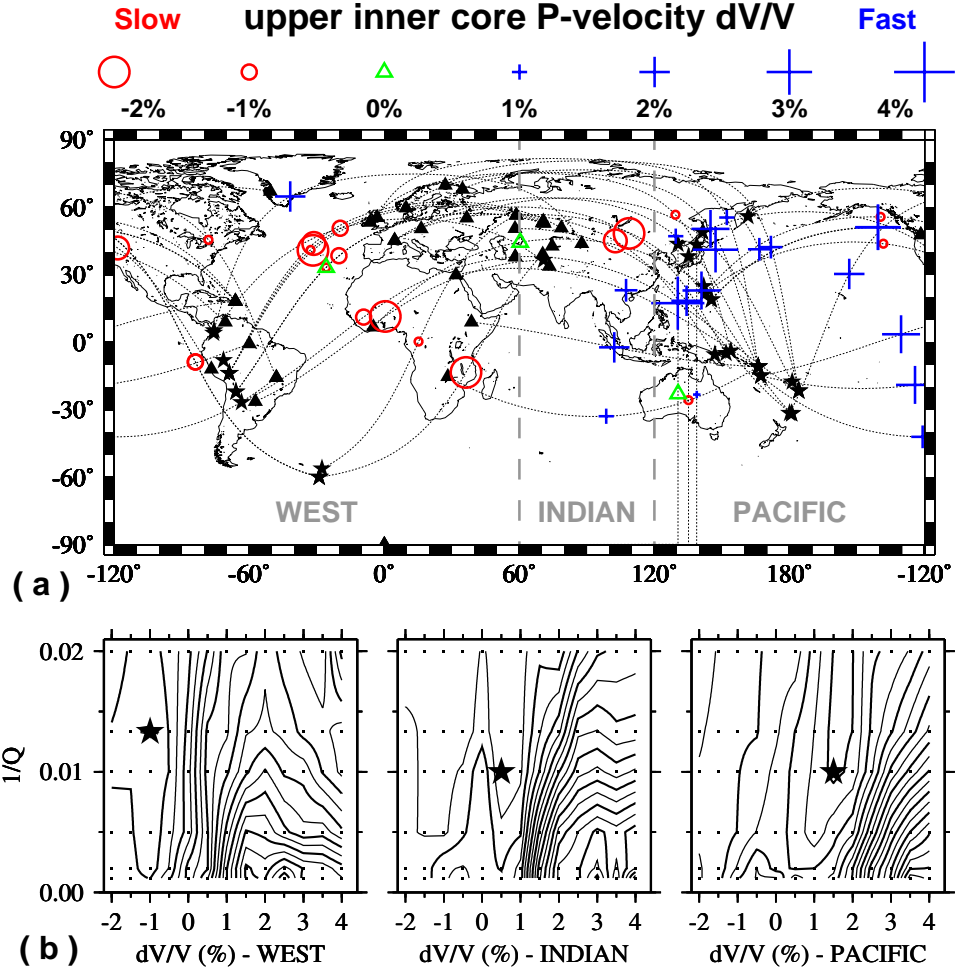 Slow upper inner core P-velocity dV/V Fast
-2% -1% 0% 1% 2% 3% 4%
90°
60°
30°
0°
-30°
-60°
-90°
WEST INDIAN PACIFIC
-120° -60° 0° 60° 120° 180° -120°
( a )
0.02
0.01
0.00
1/Q
-2 -1 0 1 2 3 4 -2 -1 0 1 2 3 4 -2 -1 0 1 2 3 4
( b ) dV/V (%) - WEST dV/V (%) - INDIAN dV/V (%) - PACIFIC